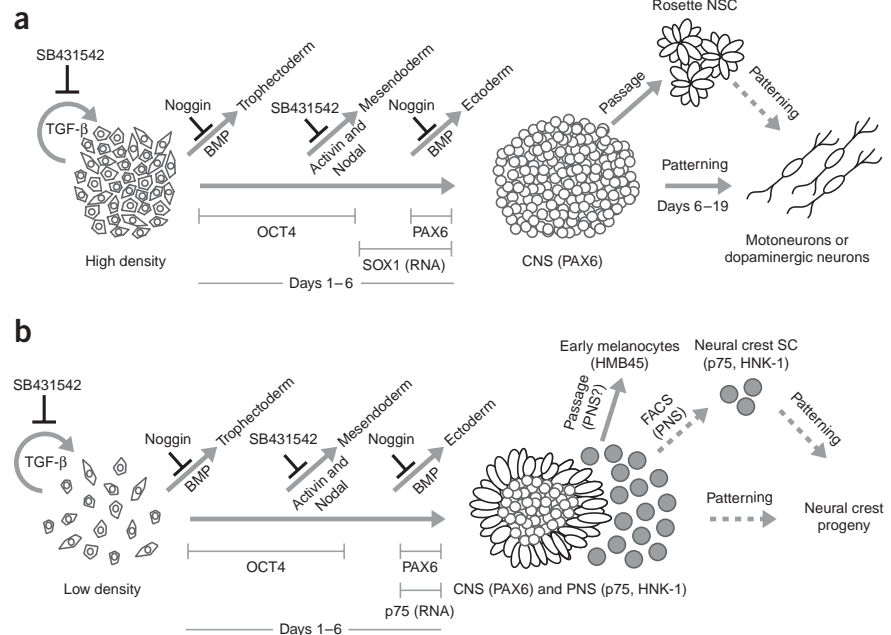 a
SB431542
TGF-β
High density
Noggin
BMP
Trophectoderm
SB431542
Activin and
Nodal
Mesendoderm
Noggin
BMP
Ectoderm
OCT4
PAX6
SOX1 (RNA)
Days 1–6
CNS (PAX6)
Passage
Rosette NSC
Patterning
Patterning
Days 6–19
Motoneurons or
dopaminergic neurons
b
SB431542
TGF-β
Low density
Noggin
BMP
Trophectoderm
SB431542
Activin and
Nodal
Mesendoderm
Noggin
BMP
Ectoderm
OCT4
PAX6
p75 (RNA)
Days 1–6
CNS (PAX6) and PNS (p75, HNK-1)
Early melanocytes
(HMB45)
Passage
(PNS?)
FACS
(PNS)
Neural crest SC
(p75, HNK-1)
Patterning
Patterning
Neural crest
progeny